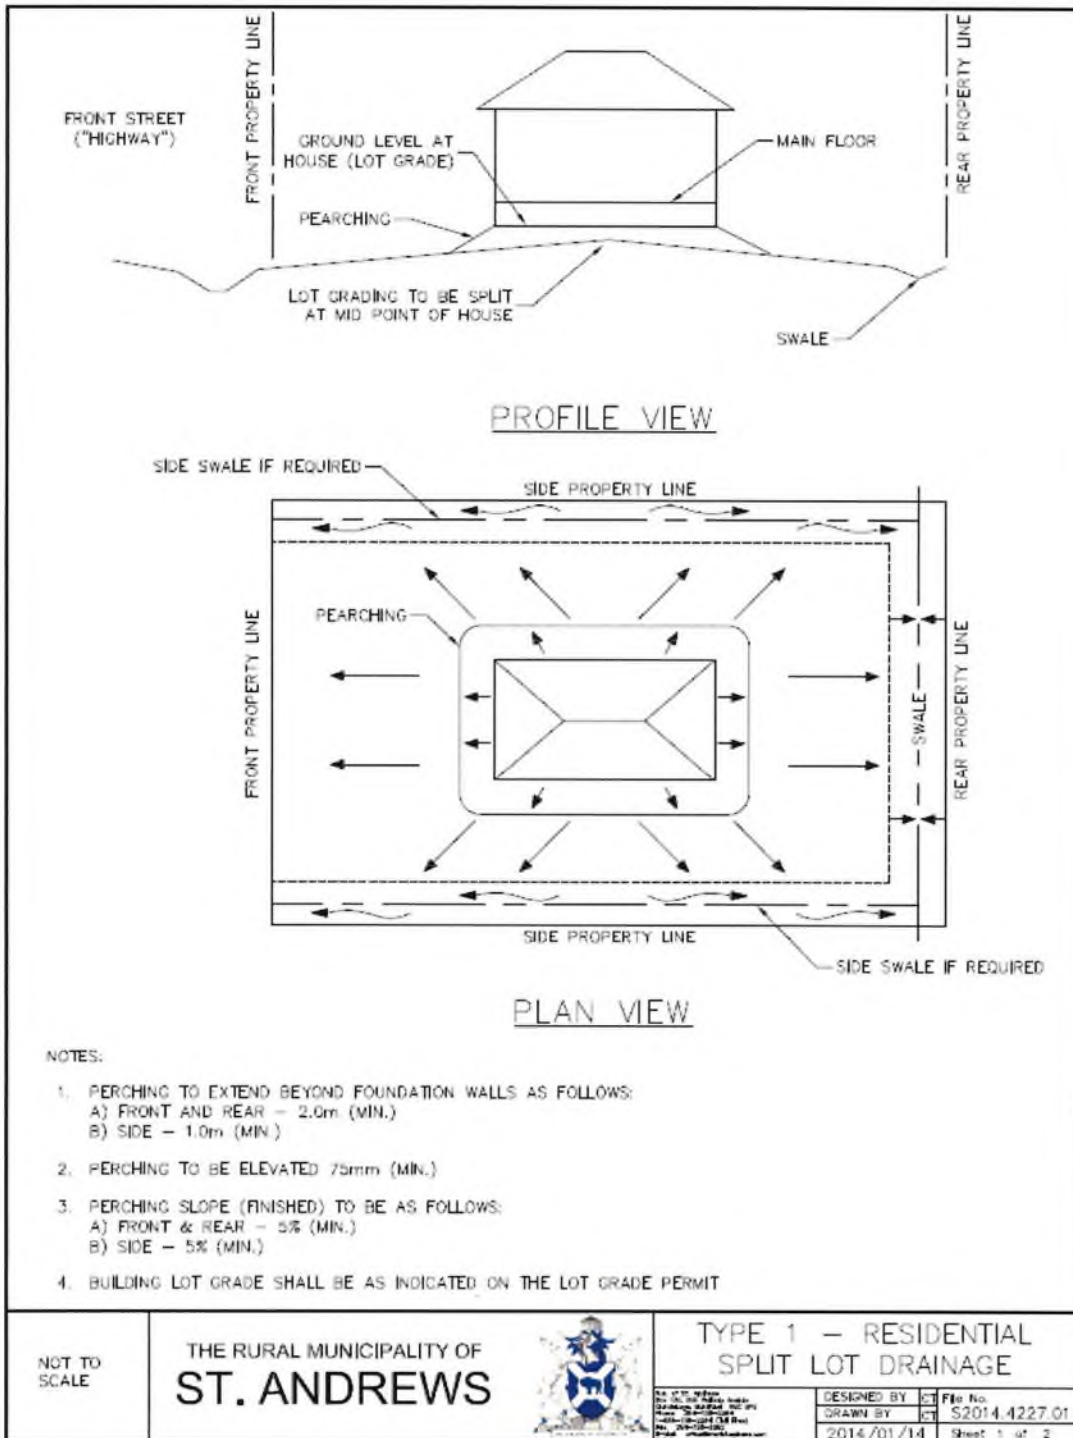 FRONT PROPERTY LINE
REAR PROPERTY LINE
FRONT STREET
("HIGHWAY")
GROUND LEVEL AT
HOUSE (LOT GRADE)
MAIN FLOOR
PEARCHING
LOT GRADING TO BE SPLIT
AT MID POINT OF HOUSE
SWALE
PROFILE VIEW
SIDE SWALE IF REQUIRED
SIDE PROPERTY LINE
PEARCHING
FRONT PROPERTY LINE
SWALE
REAR PROPERTY LINE
SIDE PROPERTY LINE
SIDE SWALE IF REQUIRED
PLAN VIEW
NOTES:
1. PERCHING TO EXTEND BEYOND FOUNDATION WALLS AS FOLLOWS:
A) FRONT AND REAR - 2.0m (MIN.)
B) SIDE - 1.0m (MIN.)
2. PERCHING TO BE ELEVATED 75mm (MIN.)
3. PERCHING SLOPE (FINISHED) TO BE AS FOLLOWS:
A) FRONT & REAR - 5% (MIN.)
B) SIDE - 5% (MIN.)
4. BUILDING LOT GRADE SHALL BE AS INDICATED ON THE LOT GRADE PERMIT
NOT TO
SCALE
THE RURAL MUNICIPALITY OF
ST. ANDREWS
TYPE 1 - RESIDENTIAL
SPLIT LOT DRAINAGE
DESIGNED BY CT File No.
DRAWN BY CT S2014.4227.01
2014/01/14 Sheet 1 of 2